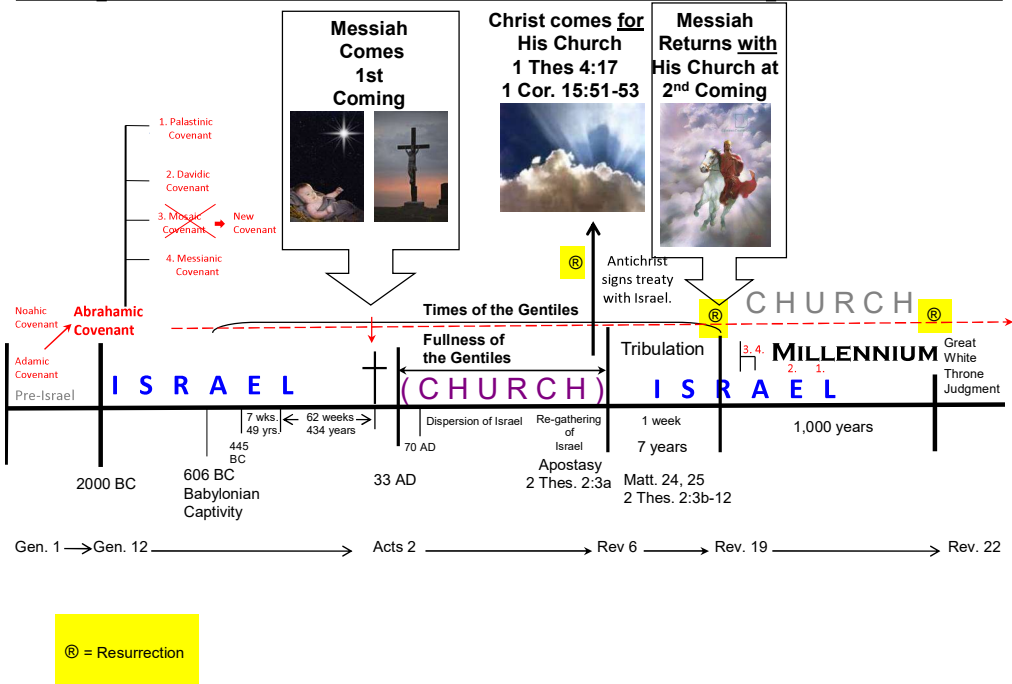 Messiah
Comes
1st
Coming
Christ comes for
His Church
1 Thes 4:17
1 Cor. 15:51-53
Messiah
Returns with
His Church at
2nd Coming
1. Palastinic
Covenant
2. Davidic
Covenant
3. Mosaic
Covenant
New
Covenant
4. Messianic
Covenant
®
Antichrist
signs treaty
with Israel.
Noahic
Covenant
Abrahamic
Covenant
Adamic
Covenant
Times of the Gentiles
®
CHURCH
®
Fullness of
the Gentiles
Tribulation
3. 4.
MILLENNIUM
2. 1.
Great
White
Throne
Judgment
Pre-Israel
ISRAEL
(CHURCH)
ISRAEL
7 wks.
49 yrs.
62 weeks
434 years
445
BC
70 AD
Dispersion of Israel
Re-gathering
of
Israel
1 week
7 years
1,000 years
2000 BC
606 BC
Babylonian
Captivity
33 AD
Apostasy
2 Thes. 2:3a
Matt. 24, 25
2 Thes. 2:3b-12
Gen. 1
Gen. 12
Acts 2
Rev 6
Rev. 19
Rev. 22
® = Resurrection